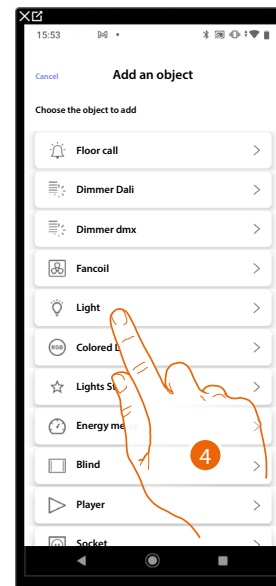 15:53
Cancel Add an object
Choose the object to add
Floor call
Dimmer Dali
Dimmer dmx
Fancoil
Light
RGB Colored
Lights
Energy
Blind
4
Player
Socket